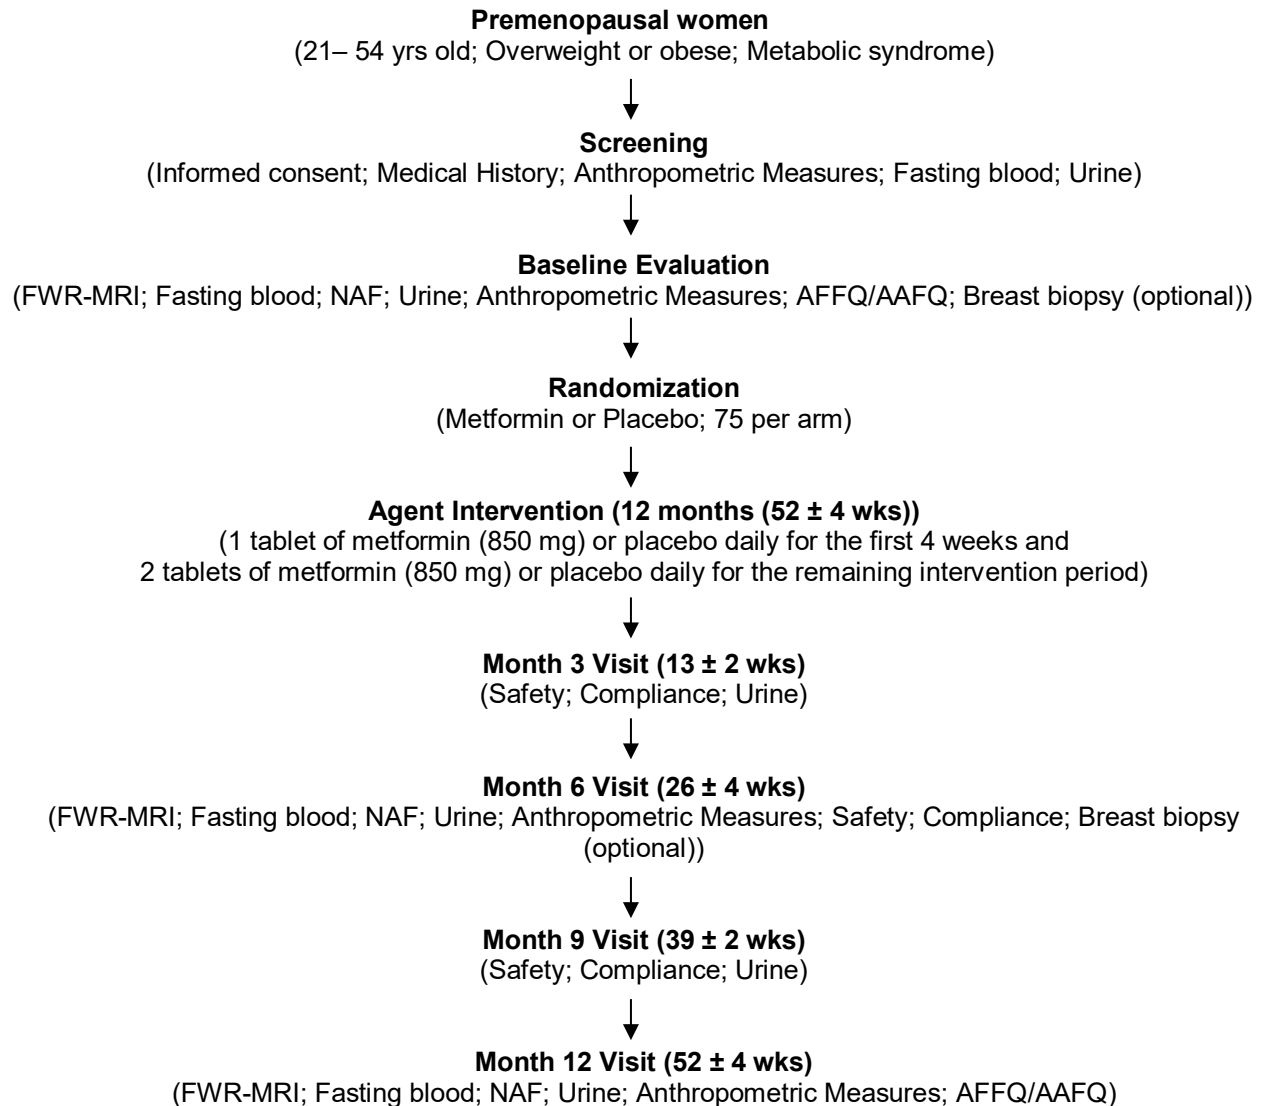 Premenopausal women
(21– 54 yrs old; Overweight or obese; Metabolic syndrome)
Screening
(Informed consent; Medical History; Anthropometric Measures; Fasting blood; Urine)
Baseline Evaluation
(FWR-MRI; Fasting blood; NAF; Urine; Anthropometric Measures; AFFQ/AAFQ; Breast biopsy (optional))
Randomization
(Metformin or Placebo; 75 per arm)
Agent Intervention (12 months (52 ± 4 wks))
(1 tablet of metformin (850 mg) or placebo daily for the first 4 weeks and
2 tablets of metformin (850 mg) or placebo daily for the remaining intervention period)
Month 3 Visit (13 ± 2 wks)
(Safety; Compliance; Urine)
Month 6 Visit (26 ± 4 wks)
(FWR-MRI; Fasting blood; NAF; Urine; Anthropometric Measures; Safety; Compliance; Breast biopsy
(optional))
Month 9 Visit (39 ± 2 wks)
(Safety; Compliance; Urine)
Month 12 Visit (52 ± 4 wks)
(FWR-MRI; Fasting blood; NAF; Urine; Anthropometric Measures; AFFQ/AAFQ)